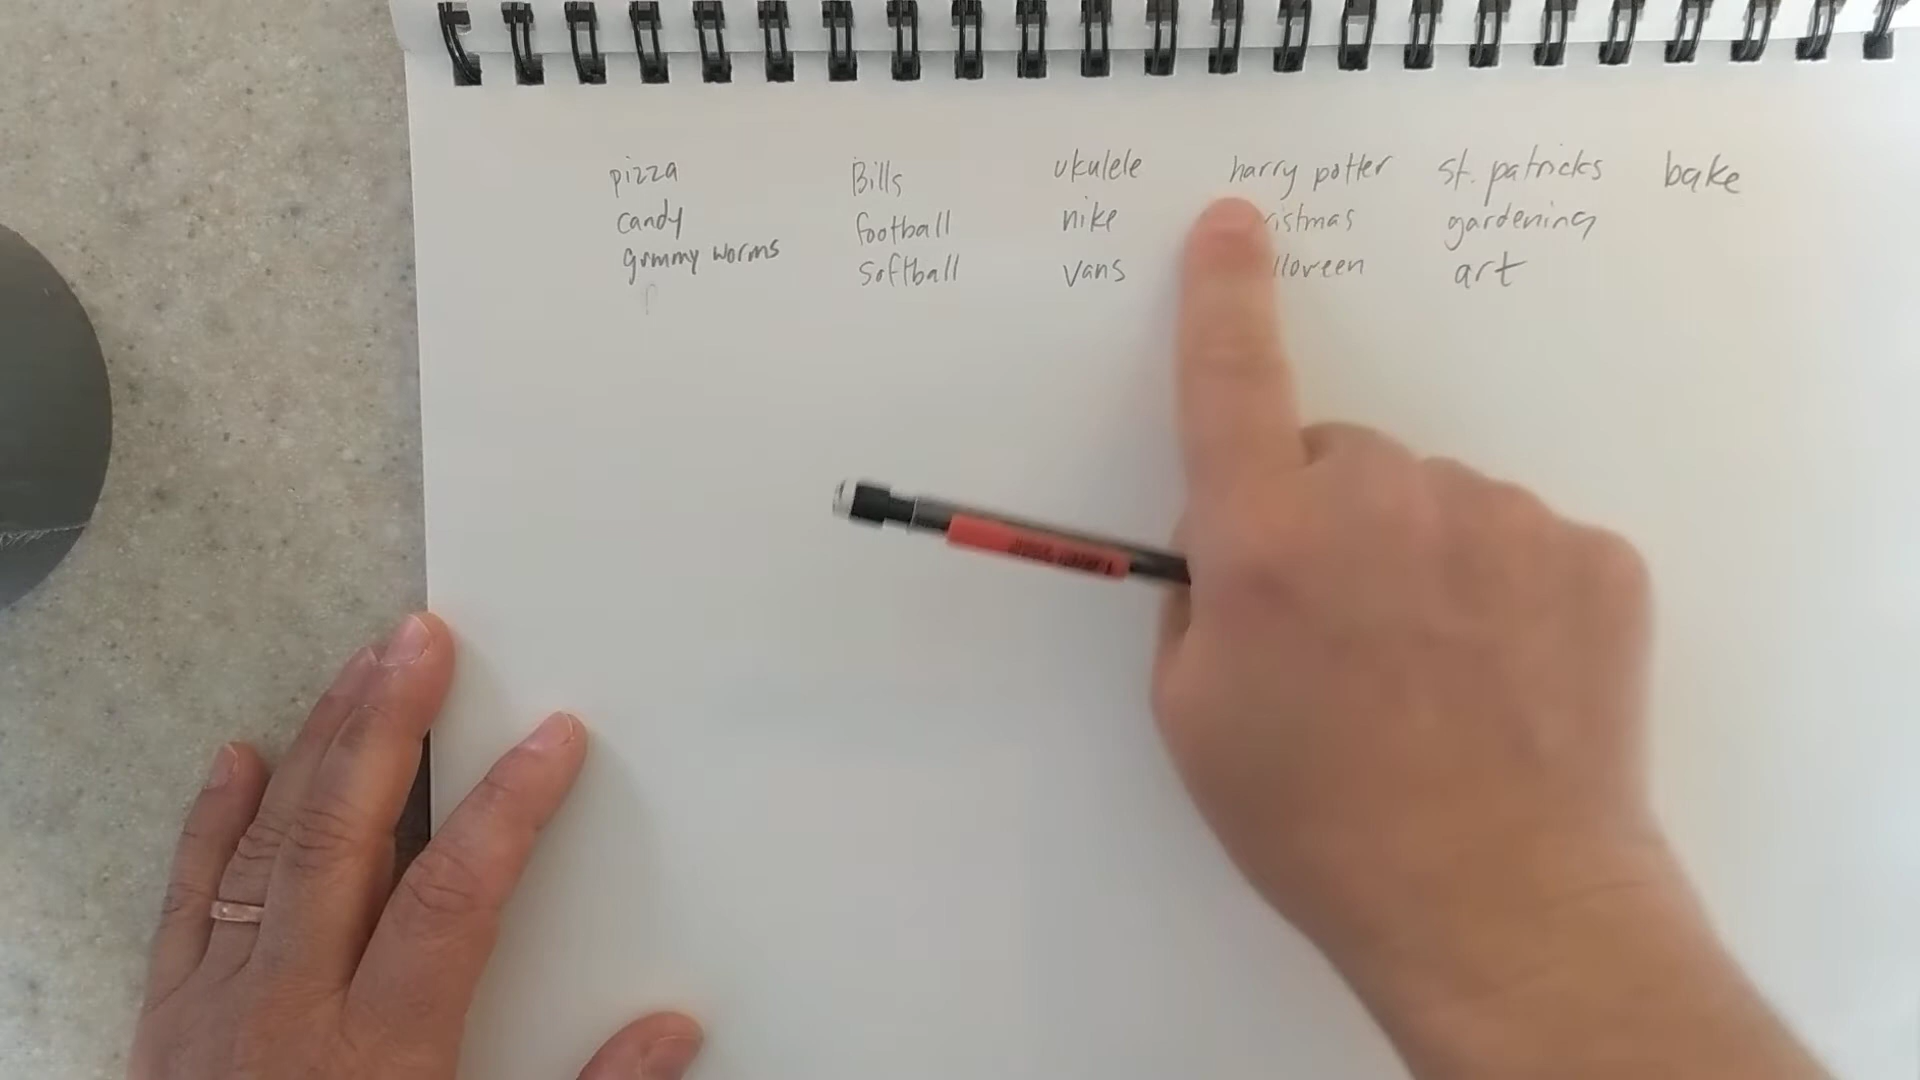 pizza Bills ukulele harry potter st. patricks bake
candy football nike gardening
gummy worms softball vans art